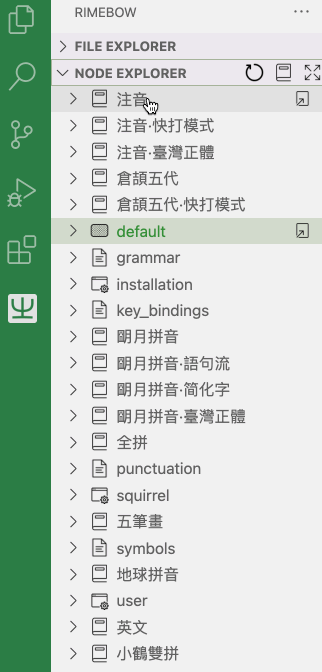 RIMEBOW
FILE EXPLORER
NODE EXPLORER
注音
注音·快打模式
注音·臺灣正體
倉頡五代
倉頡五代·快打模式
default
grammar
installation
key_bindings
朙月拼音
朙月拼音·語句流
朙月拼音·简化字
朙月拼音·臺灣正體
全拼
punctuation
squirrel
五筆畫
symbols
地球拼音
user
英文
小鶴雙拼